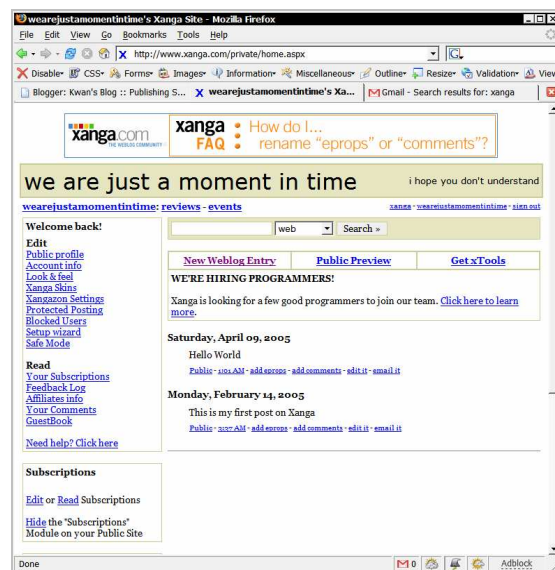 wearejustamomentintime's Xanga Site - Mozilla Firefox
File Edit View Go Bookmarks Tools Help
http://www.xanga.com/private/home.aspx
Disable CSS Forms Images Information Miscellaneous Outline Resize Validation View
Blogger: Kwan's Blog :: Publishing S... wearejustamomentintime's Xa... Gmail - Search results for: xanga
xanga.com
THE WEBLOG COMMUNITY
xanga FAQ
How do I...
rename "eprops" or "comments"?
we are just a moment in time
i hope you don't understand
wearejustamomentintime: reviews - events
xanga - wearejustamomentintime - sign out
Welcome back!
Edit
Public profile
Account info
Look & feel
Xanga Skins
Xangazon Settings
Protected Posting
Blocked Users
Setup wizard
Safe Mode
Read
Your Subscriptions
Feedback Log
Affiliates info
Your Comments
GuestBook
Need help? Click here
Subscriptions
Edit or Read Subscriptions
Hide the "Subscriptions"
Module on your Public Site
web Search »
New Weblog Entry Public Preview Get xTools
WE'RE HIRING PROGRAMMERS!
Xanga is looking for a few good programmers to join our team. Click here to learn
more.
Saturday, April 09, 2005
Hello World
Public - 1:01 AM - add eprops - add comments - edit it - email it
Monday, February 14, 2005
This is my first post on Xanga
Public - 3:37 AM - add eprops - add comments - edit it - email it
Done
0
Adblock